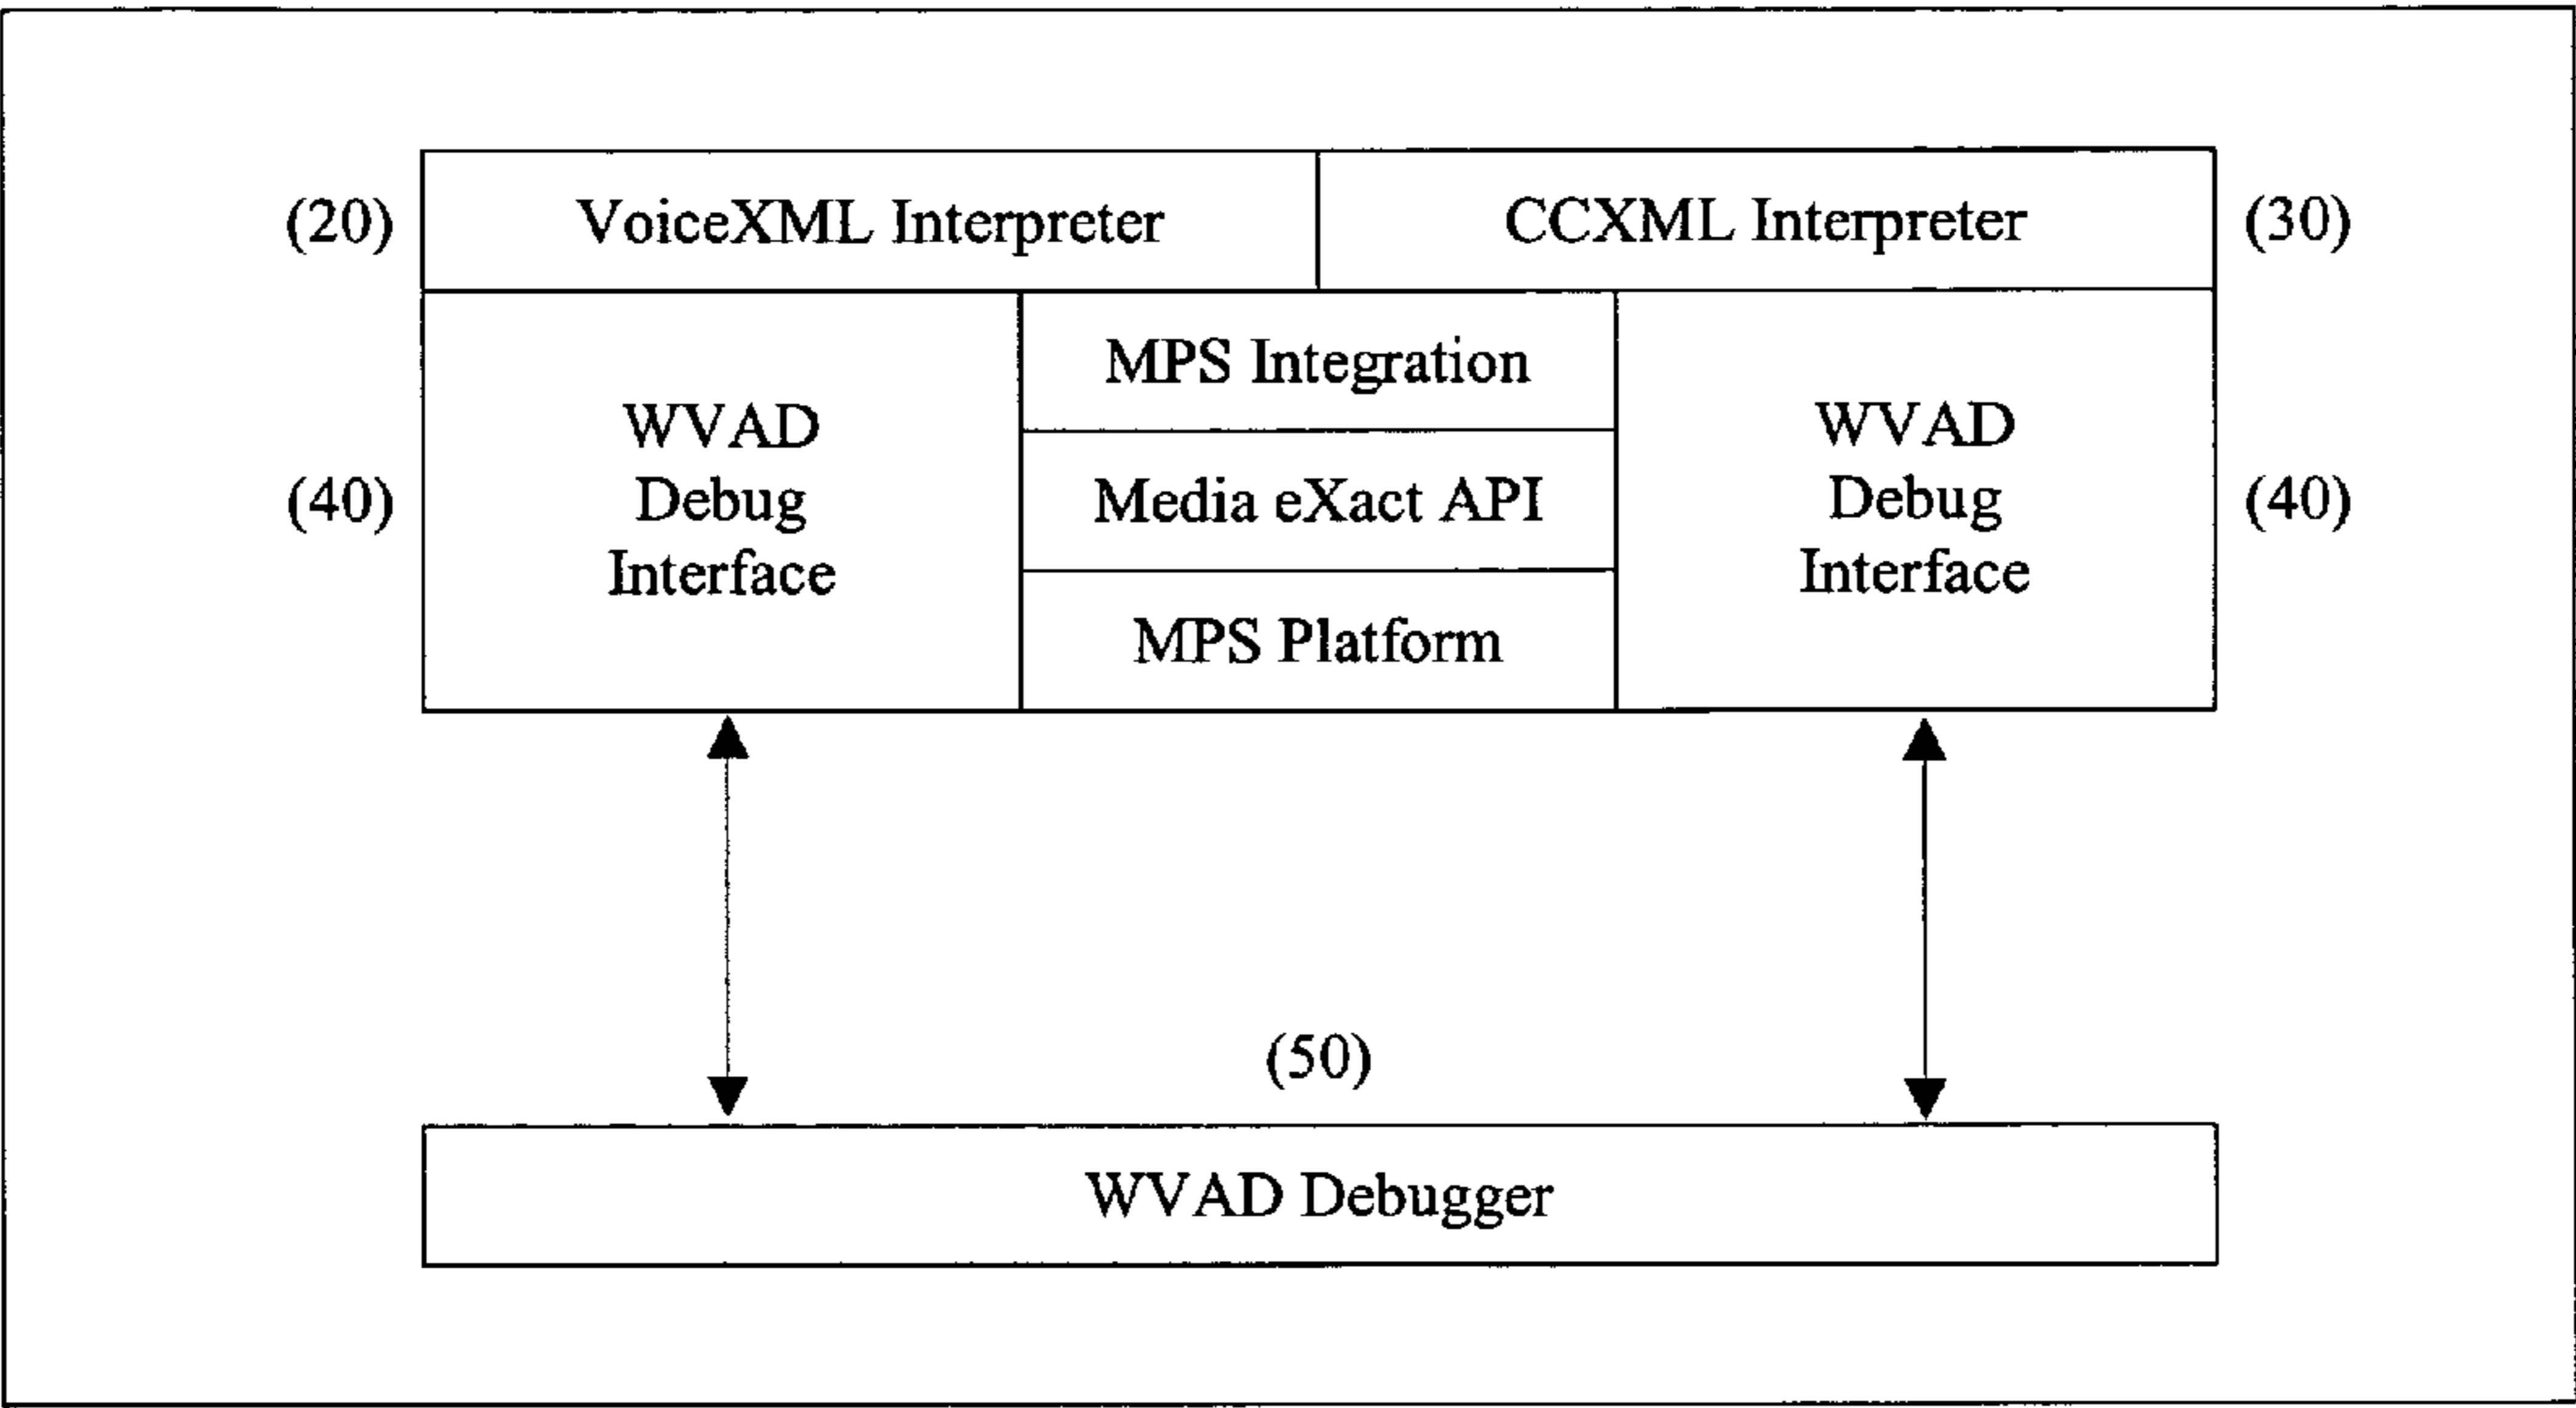 (20) VoiceXML Interpreter CCXML Interpreter (30)
MPS Integration
WVAD
Debug
Interface
(40)
Media eXact API
WVAD
Debug
Interface
(40)
MPS Platform
(50)
WVAD Debugger